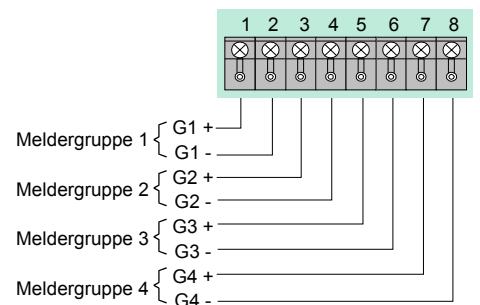 1 2 3 4 5 6 7 8
Meldergruppe 1 { G1 +
G1 -
Meldergruppe 2 { G2 +
G2 -
Meldergruppe 3 { G3 +
G3 -
Meldergruppe 4 { G4 +
G4 -